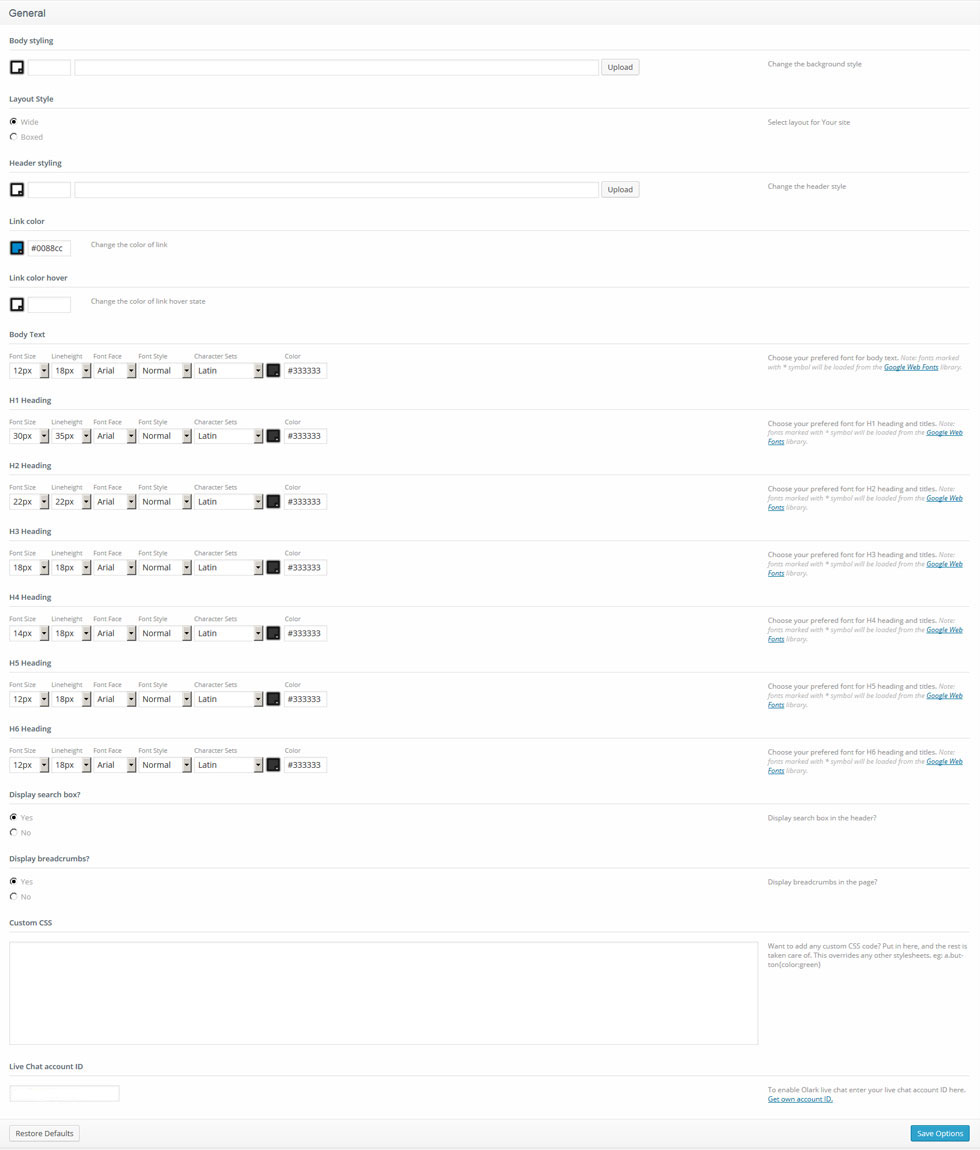 General
Body styling
Upload
Change the background style
Layout Style
Wide
Select layout for Your site
Boxed
Header styling
Upload
Change the header style
Link color
#0088cc
Change the color of link
Link color hover
Change the color of link hover state
Body Text
Font Size Lineheight Font Face Font Style Character Sets Color
12px 18px Arial Normal Latin #333333
Choose your prefered font for body text. Note: fonts marked
with * symbol will be loaded from the Google Web Fonts library.
H1 Heading
Font Size Lineheight Font Face Font Style Character Sets Color
30px 35px Arial Normal Latin #333333
Choose your prefered font for H1 heading and titles. Note:
fonts marked with * symbol will be loaded from the Google Web
Fonts library.
H2 Heading
Font Size Lineheight Font Face Font Style Character Sets Color
22px 22px Arial Normal Latin #333333
Choose your prefered font for H2 heading and titles. Note:
fonts marked with * symbol will be loaded from the Google Web
Fonts library.
H3 Heading
Font Size Lineheight Font Face Font Style Character Sets Color
18px 18px Arial Normal Latin #333333
Choose your prefered font for H3 heading and titles. Note:
fonts marked with * symbol will be loaded from the Google Web
Fonts library.
H4 Heading
Font Size Lineheight Font Face Font Style Character Sets Color
14px 18px Arial Normal Latin #333333
Choose your prefered font for H4 heading and titles. Note:
fonts marked with * symbol will be loaded from the Google Web
Fonts library.
H5 Heading
Font Size Lineheight Font Face Font Style Character Sets Color
12px 18px Arial Normal Latin #333333
Choose your prefered font for H5 heading and titles. Note:
fonts marked with * symbol will be loaded from the Google Web
Fonts library.
H6 Heading
Font Size Lineheight Font Face Font Style Character Sets Color
12px 18px Arial Normal Latin #333333
Choose your prefered font for H6 heading and titles. Note:
fonts marked with * symbol will be loaded from the Google Web
Fonts library.
Display search box?
Yes
Display search box in the header?
No
Display breadcrumbs?
Yes
Display breadcrumbs in the page?
No
Custom CSS
Want to add any custom CSS code? Put in here, and the rest is
taken care of. This overrides any other stylesheets. eg: a.but-
ton{color:green}
Live Chat account ID
To enable Olark live chat enter your live chat account ID here.
Get own account ID.
Restore Defaults
Save Options